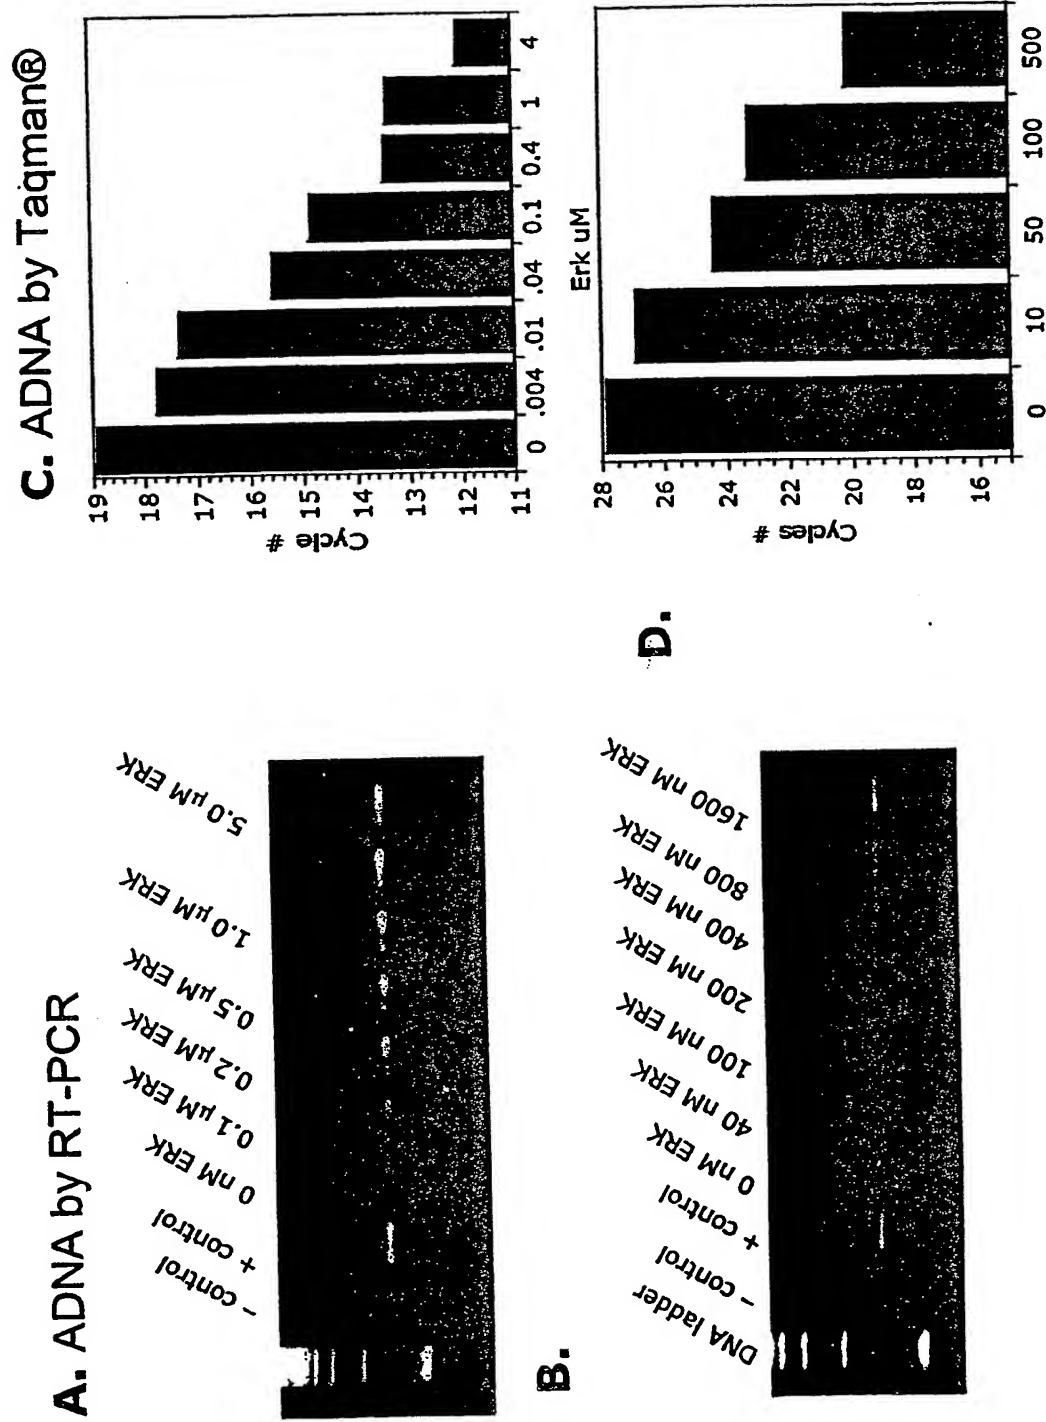 A. ADNA by RT-PCR
– control
+ control
0 nM ERK
0.1 μM ERK
0.2 μM ERK
0.5 μM ERK
1.0 μM ERK
5.0 μM ERK
B.
DNA ladder
– control
+ control
0 nM ERK
40 nM ERK
100 nM ERK
200 nM ERK
400 nM ERK
800 nM ERK
1600 nM ERK
C. ADNA by Taqman®
Cycle #
19
18
17
16
15
14
13
12
11
0 .004 .01 .04 0.1 0.4 1 4
Erk uM
D.
Cycles #
28
26
24
22
20
18
16
0 10 50 100 500